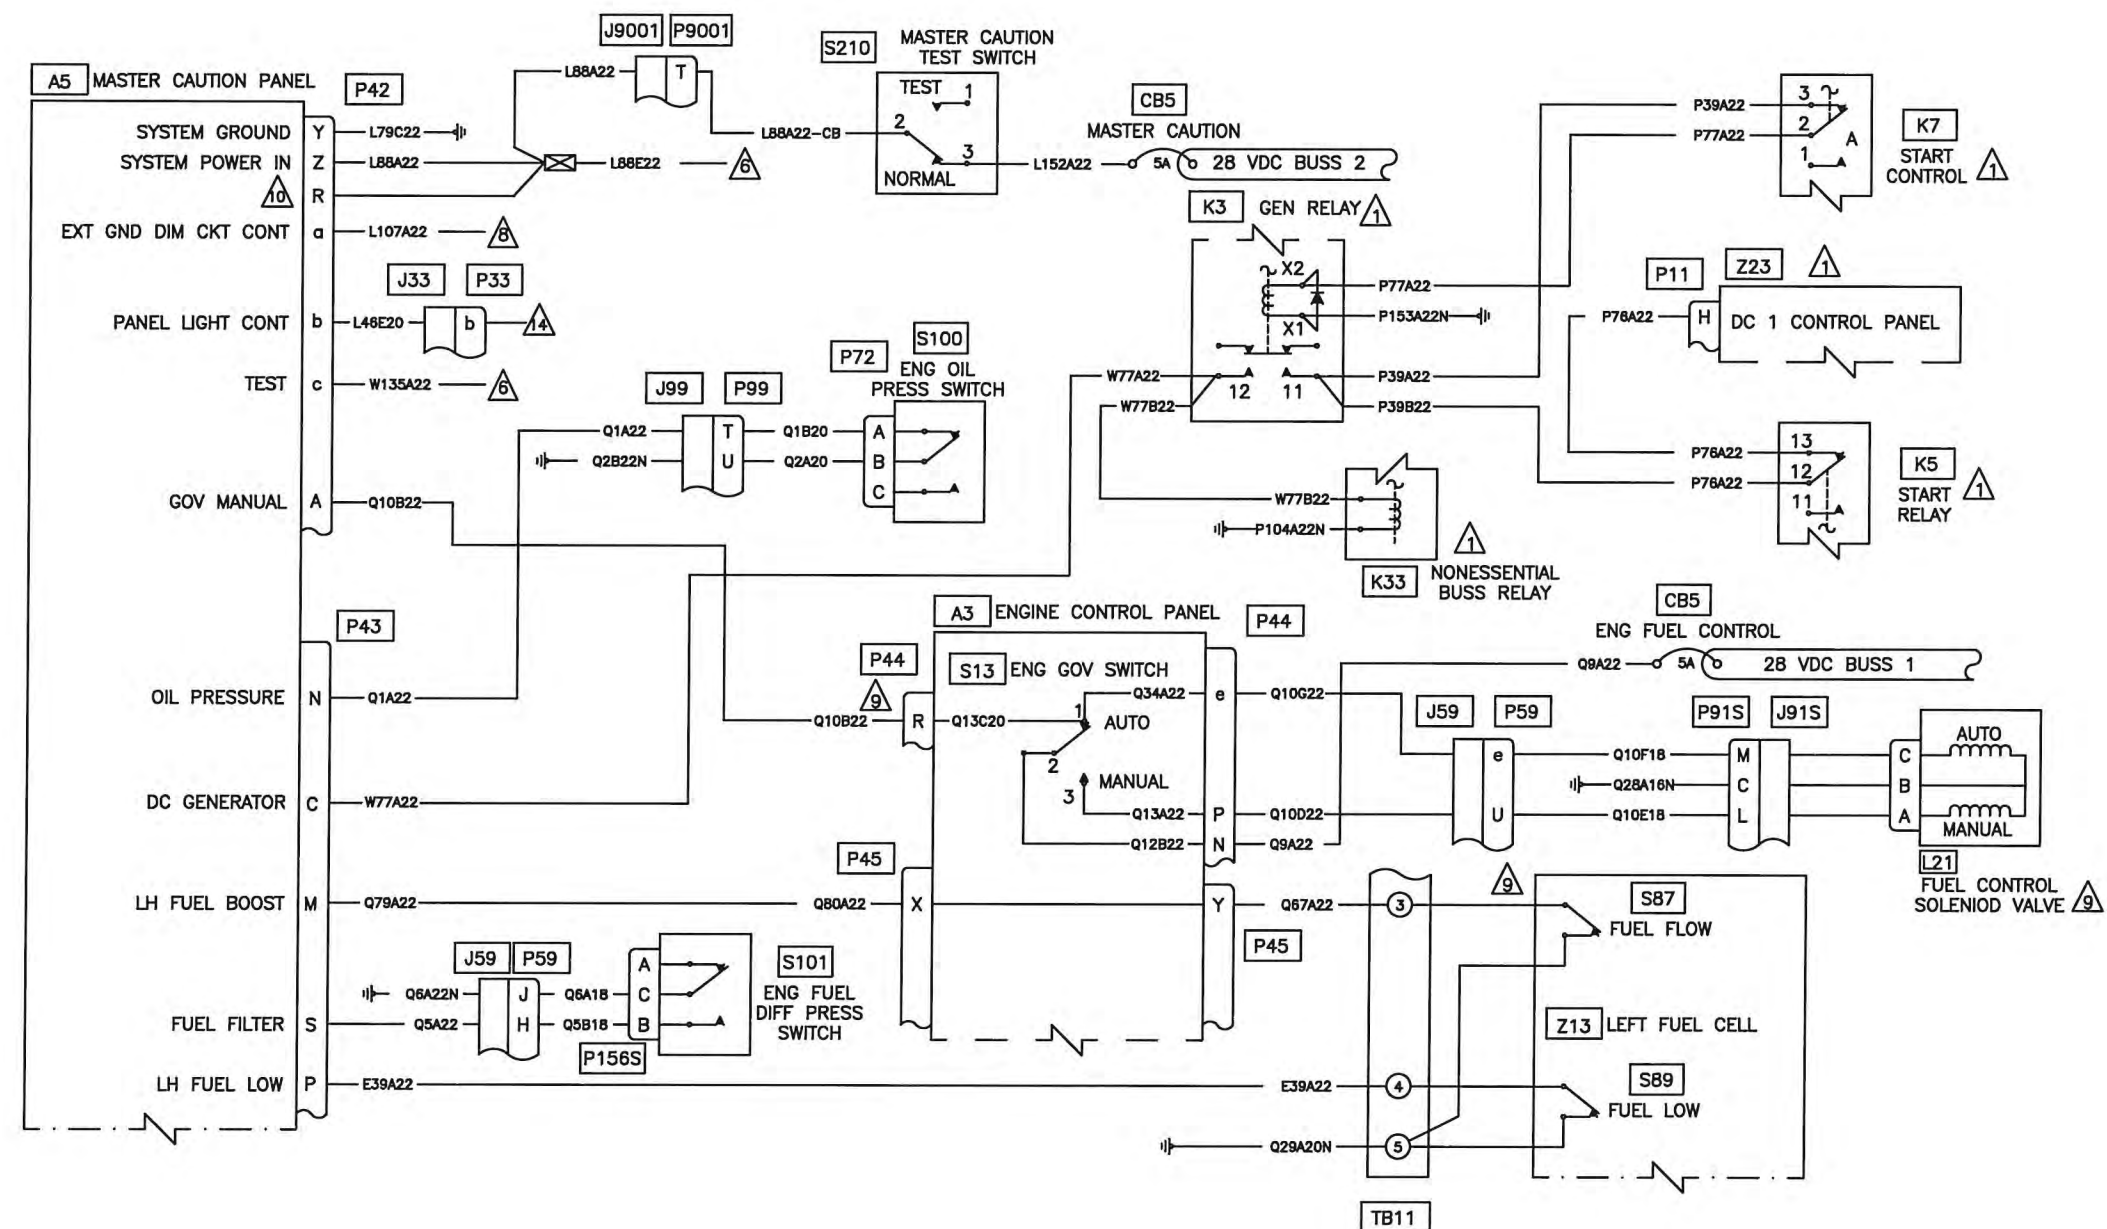 J9001 P9001
S210 MASTER CAUTION
TEST SWITCH
A5 MASTER CAUTION PANEL
P42
L88A22 T
TEST 1
2
3
NORMAL
CB5
MASTER CAUTION
SYSTEM GROUND Y L79C22
SYSTEM POWER IN Z L88A22
L88E22 6
L88A22-CB
L152A22 5A 28 VDC BUSS 2
10 R
EXT GND DIM CKT CONT a L107A22 8
J33 P33
PANEL LIGHT CONT b L46E20 b 14
TEST c W135A22 6
K3 GEN RELAY 1
X2
X1
P77A22
P153A22N
W77A22
12 11
P39A22
W77B22
P39B22
P39A22 3
P77A22 2
1
A
K7
START
CONTROL 1
P11 Z23 1
P76A22 H DC 1 CONTROL PANEL
P76A22 13
P76A22 12
11
K5
START
RELAY 1
J99 P99
P72 S100
ENG OIL
PRESS SWITCH
Q1A22 T Q1B20 A
Q2B22N U Q2A20 B
C
GOV MANUAL A Q10B22
W77B22
P104A22N
1
K33 NONESSENTIAL
BUSS RELAY
P43
OIL PRESSURE N Q1A22
DC GENERATOR C W77A22
A3 ENGINE CONTROL PANEL
P44
P44
9
Q10B22 R Q13C20
S13 ENG GOV SWITCH
Q34A22 e Q10G22
1 AUTO
2
3 MANUAL
Q13A22 P Q10D22
Q12B22 N Q9A22
CB5
ENG FUEL CONTROL
Q9A22 5A 28 VDC BUSS 1
J59 P59
P91S J91S
e Q10F18 M C AUTO
Q28A16N C B
U Q10E18 L A MANUAL
L21
FUEL CONTROL
SOLENIOD VALVE 9
P45
LH FUEL BOOST M Q79A22 Q80A22 X Y Q67A22 3
P45
9
S87
FUEL FLOW
J59 P59
S101
ENG FUEL
DIFF PRESS
SWITCH
A
Q6A22N J Q6A18 C
FUEL FILTER S Q5A22 H Q5B18 B
P156S
Z13 LEFT FUEL CELL
LH FUEL LOW P E39A22 E39A22 4
S89
FUEL LOW
Q29A20N 5
TB11